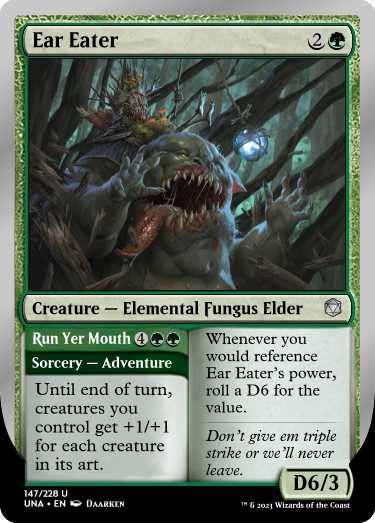 Ear Eater 2
Creature — Elemental Fungus Elder
Run Yer Mouth 4
Sorcery — Adventure
Until end of turn,
creatures you
control get +1/+1
for each creature
in its art.
Whenever you
would reference
Ear Eater's power,
roll a D6 for the
value.
Don't give em triple
strike or we'll never
leave.
D6/3
147/228 U
UNA • EN Daarken
™ & © 2023 Wizards of the Coast